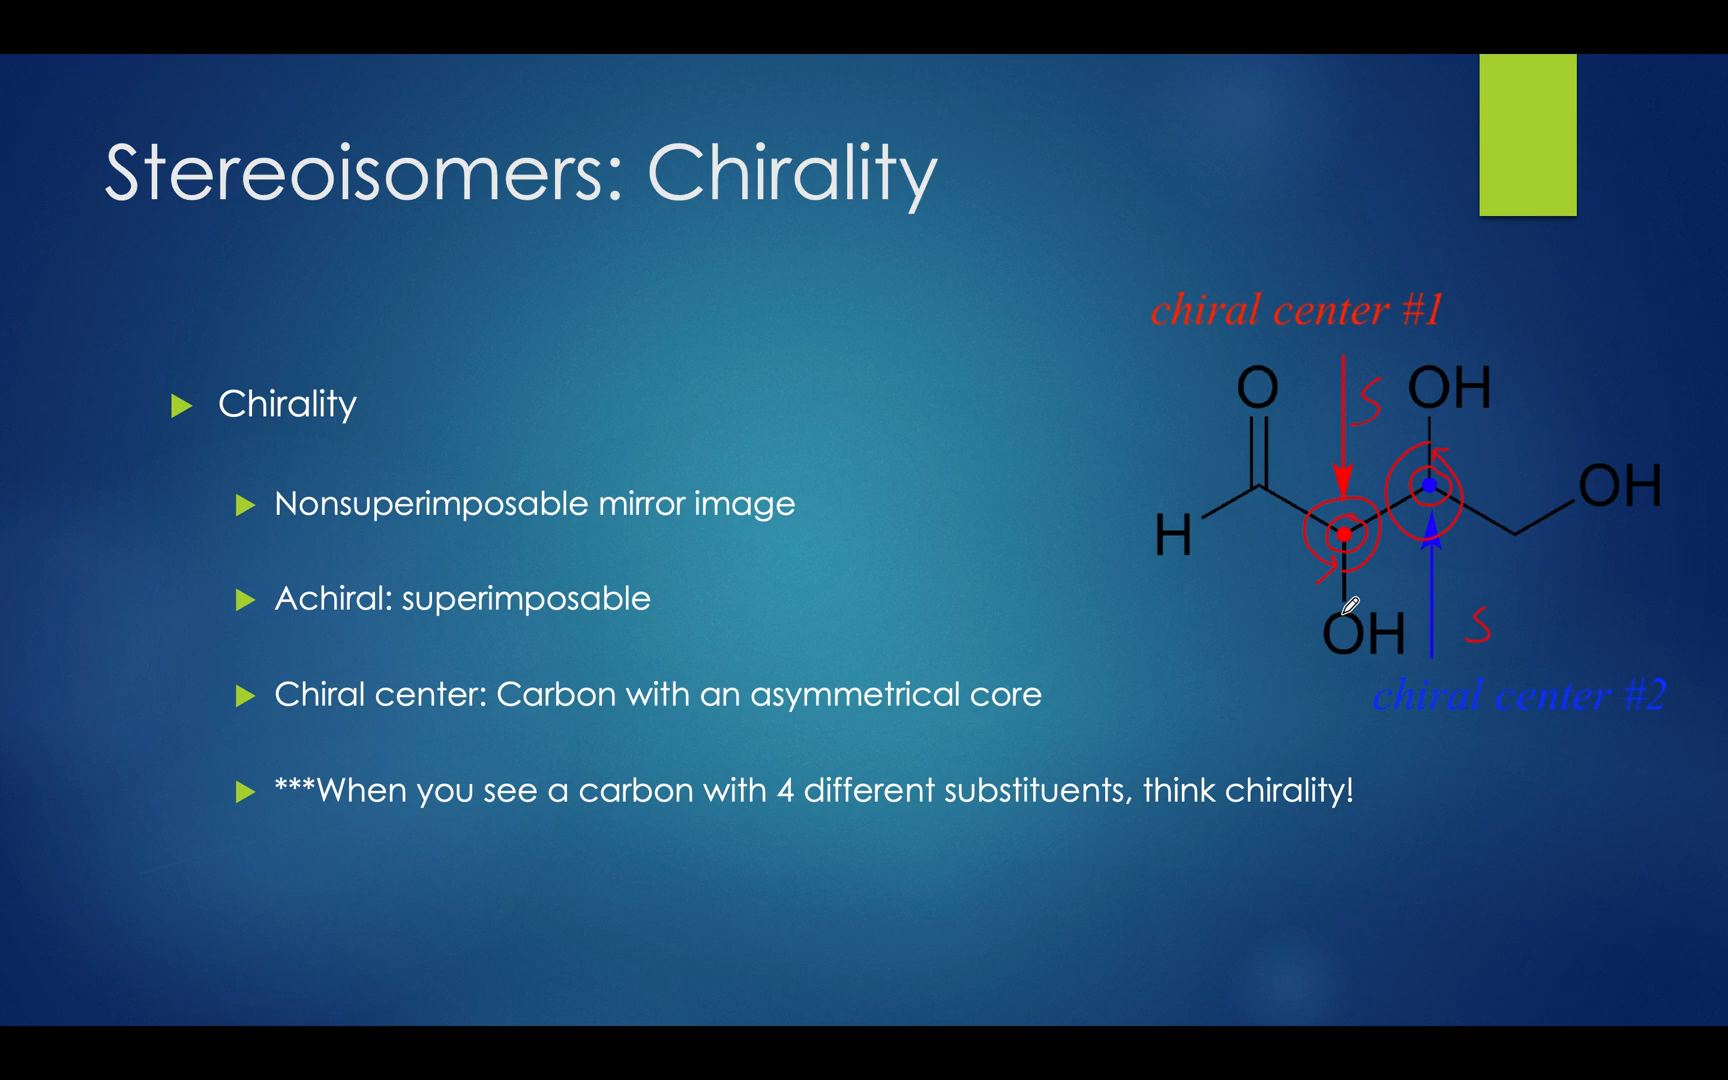 Stereoisomers: Chirality
Chirality
Nonsuperimposable mirror image
Achiral: superimposable
Chiral center: Carbon with an asymmetrical core
***When you see a carbon with 4 different substituents, think chirality!
chiral center #1
O
S
OH
H
OH
OH
S
chiral center #2